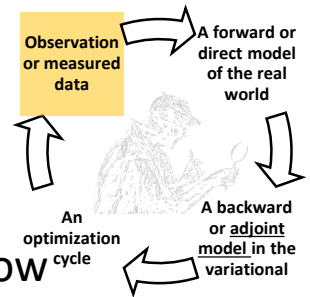 Observation
or measured
data
A forward or
direct model
of the real
world
A backward
or adjoint
model in the
variational
An
optimization
cycle
ow